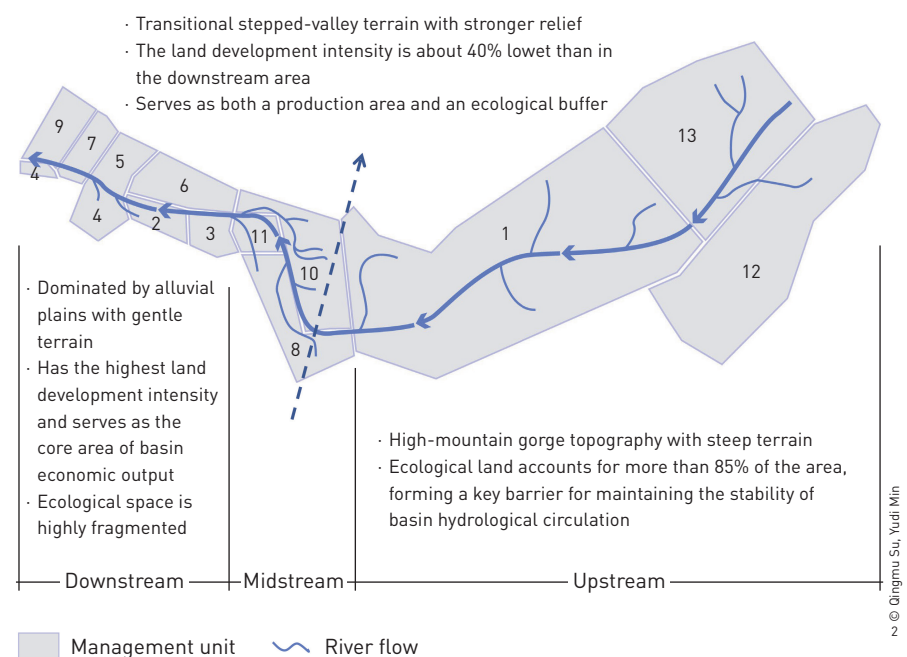 · Transitional stepped-valley terrain with stronger relief
· The land development intensity is about 40% lowet than in
the downstream area
· Serves as both a production area and an ecological buffer
9
7
5
4
6
4
2
3
11
10
8
1
13
12
· Dominated by alluvial
plains with gentle
terrain
· Has the highest land
development intensity
and serves as the
core area of basin
economic output
· Ecological space is
highly fragmented
· High-mountain gorge topography with steep terrain
· Ecological land accounts for more than 85% of the area,
forming a key barrier for maintaining the stability of
basin hydrological circulation
Downstream
Midstream
Upstream
Management unit
River flow
2 © Qingmu Su, Yudi Min